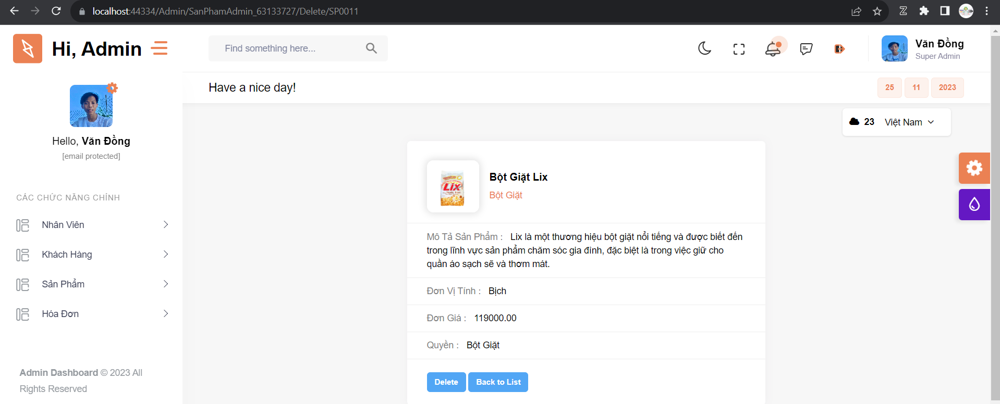 localhost:44334/Admin/SanPhamAdmin_63133727/Delete/SP0011
Hi, Admin
Find something here...
Văn Đồng
Super Admin
Have a nice day!
25 11 2023
Hello, Văn Đồng
[email protected]
23 Việt Nam
CÁC CHỨC NĂNG CHÍNH
Nhân Viên
Khách Hàng
Sản Phẩm
Hóa Đơn
Admin Dashboard © 2023 All
Rights Reserved
LIX
Bột Giặt Lix
Bột Giặt
Mô Tả Sản Phẩm : Lix là một thương hiệu bột giặt nổi tiếng và được biết đến
trong lĩnh vực sản phẩm chăm sóc gia đình, đặc biệt là trong việc giữ cho
quần áo sạch sẽ và thơm mát.
Đơn Vị Tính : Bịch
Đơn Giá : 119000.00
Quyền : Bột Giặt
Delete Back to List